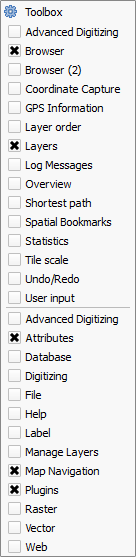 Toolbox
Advanced Digitizing
Browser
Browser (2)
Coordinate Capture
GPS Information
Layer order
Layers
Log Messages
Overview
Shortest path
Spatial Bookmarks
Statistics
Tile scale
Undo/Redo
User input
Advanced Digitizing
Attributes
Database
Digitizing
File
Help
Label
Manage Layers
Map Navigation
Plugins
Raster
Vector
Web